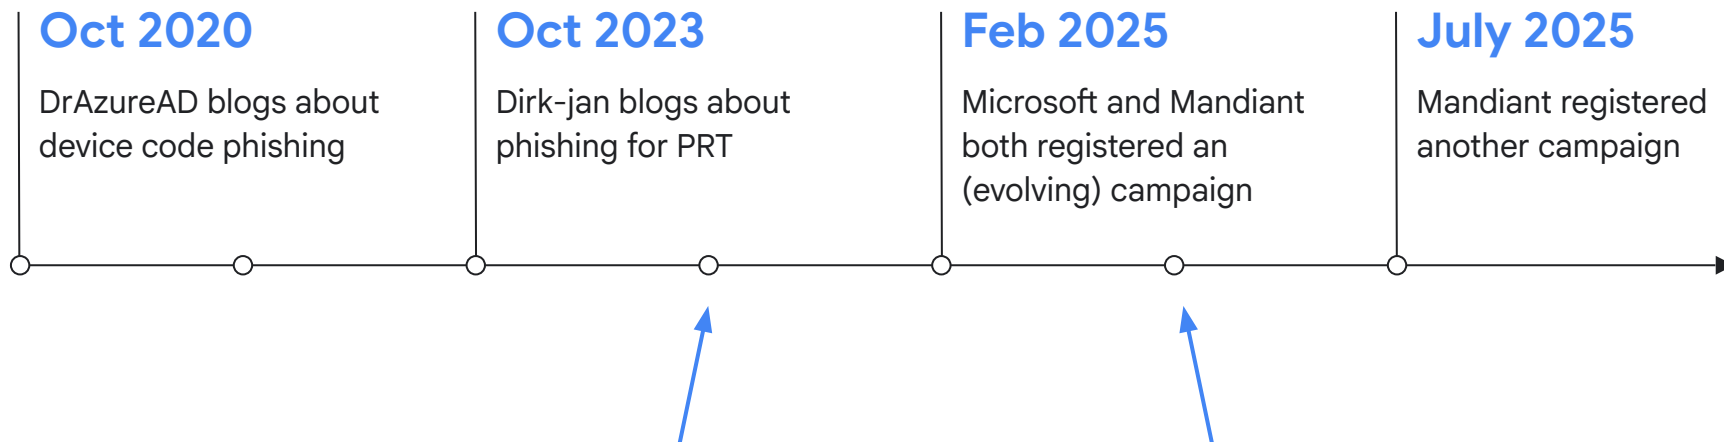 Oct 2020
DrAzureAD blogs about
device code phishing
Oct 2023
Dirk-jan blogs about
phishing for PRT
Feb 2025
Microsoft and Mandiant
both registered an
(evolving) campaign
July 2025
Mandiant registered
another campaign